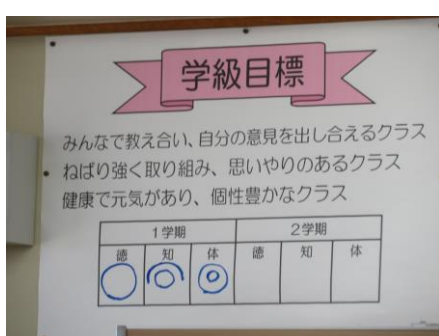 学級目標
みんなで教え合い、自分の意見を出し合えるクラス
ねばり強く取り組み、思いやりのあるクラス
健康で元気があり、個性豊かなクラス
1学期 2学期
徳 知 体 徳 知 体